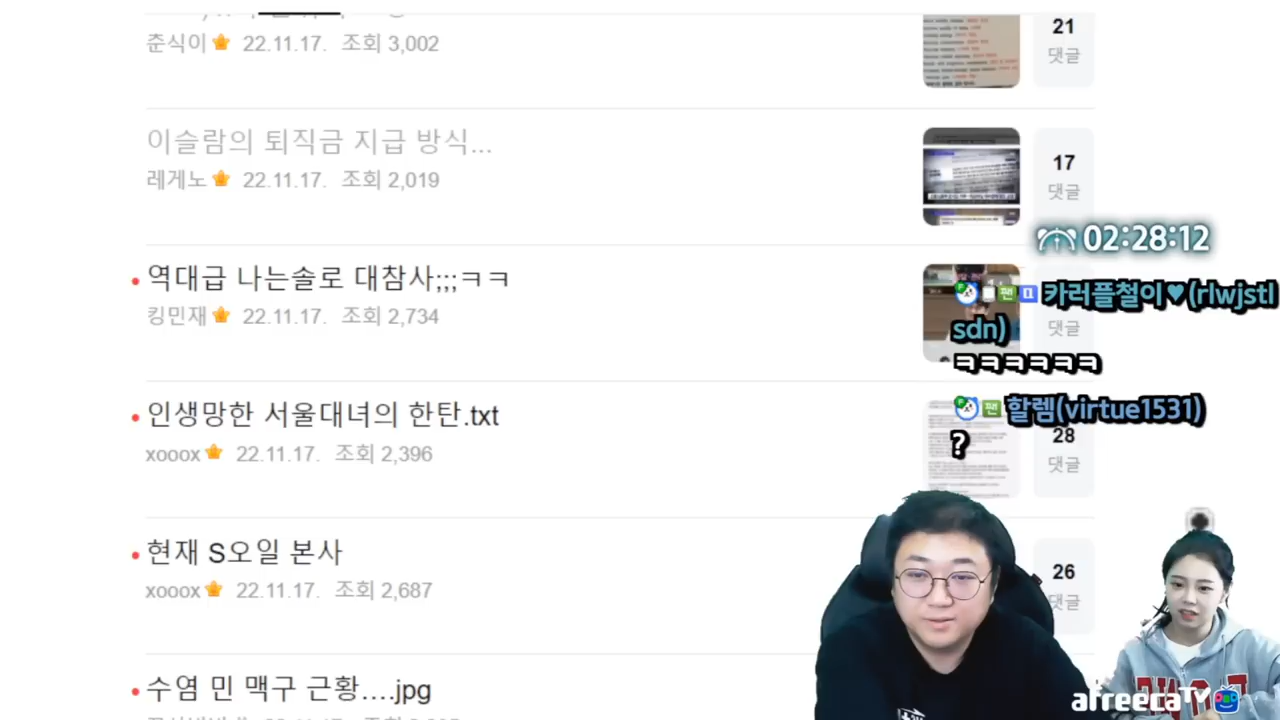 춘식이 22.11.17. 조회 3,002
21
댓글
이슬람의 퇴직금 지급 방식...
레게노 22.11.17. 조회 2,019
17
댓글
02:28:12
역대급 나는솔로 대참사;;;ㅋㅋ
킹민재 22.11.17. 조회 2,734
댓글
카러플철이♥(rlwjstl
sdn)
ㅋㅋㅋㅋㅋㅋ
인생망한 서울대녀의 한탄.txt
xooox 22.11.17. 조회 2,396
28
댓글
할렘(virtue1531)
?
현재 S오일 본사
xooox 22.11.17. 조회 2,687
26
댓글
수염 민 맥구 근황....jpg
afreecaTV